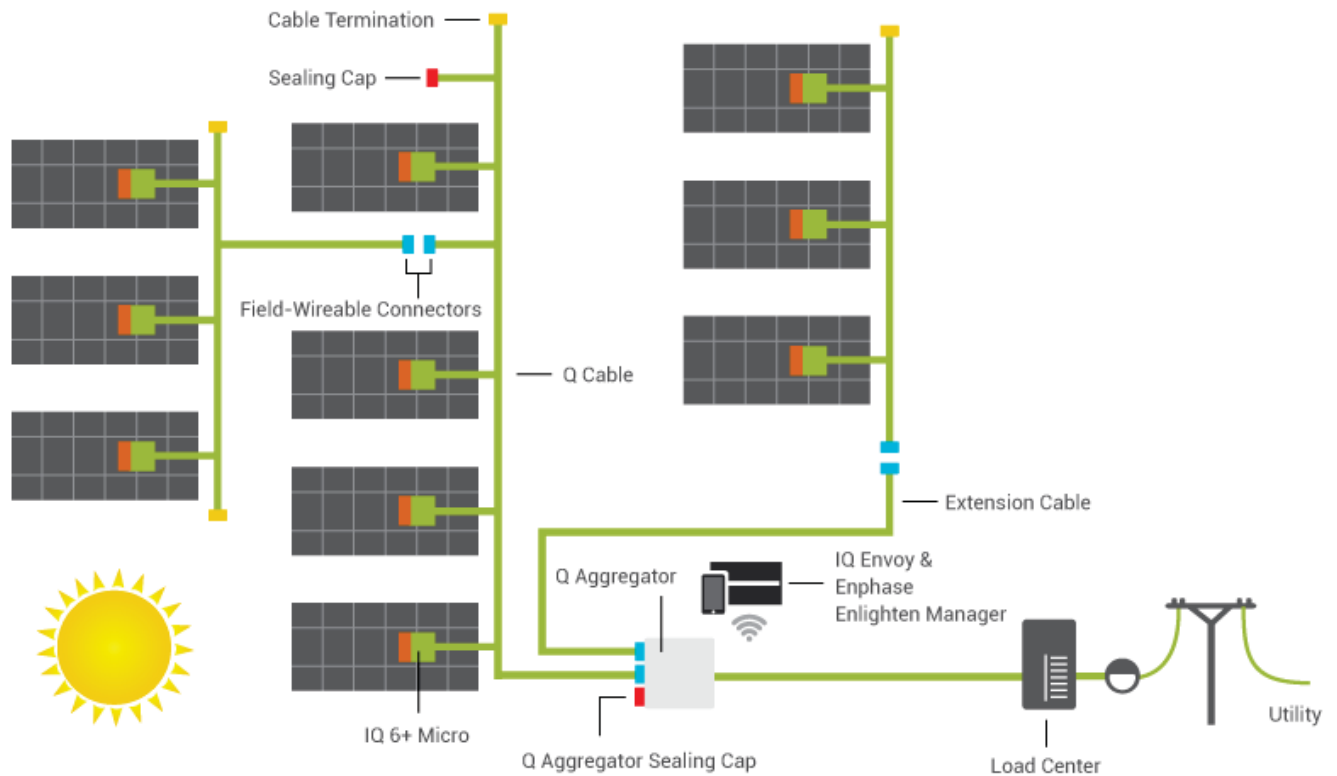 Cable Termination
Sealing Cap
Field-Wireable Connectors
Q Cable
Extension Cable
Q Aggregator
IQ Envoy &
Enphase
Enlighten Manager
IQ 6+ Micro
Q Aggregator Sealing Cap
Load Center
Utility